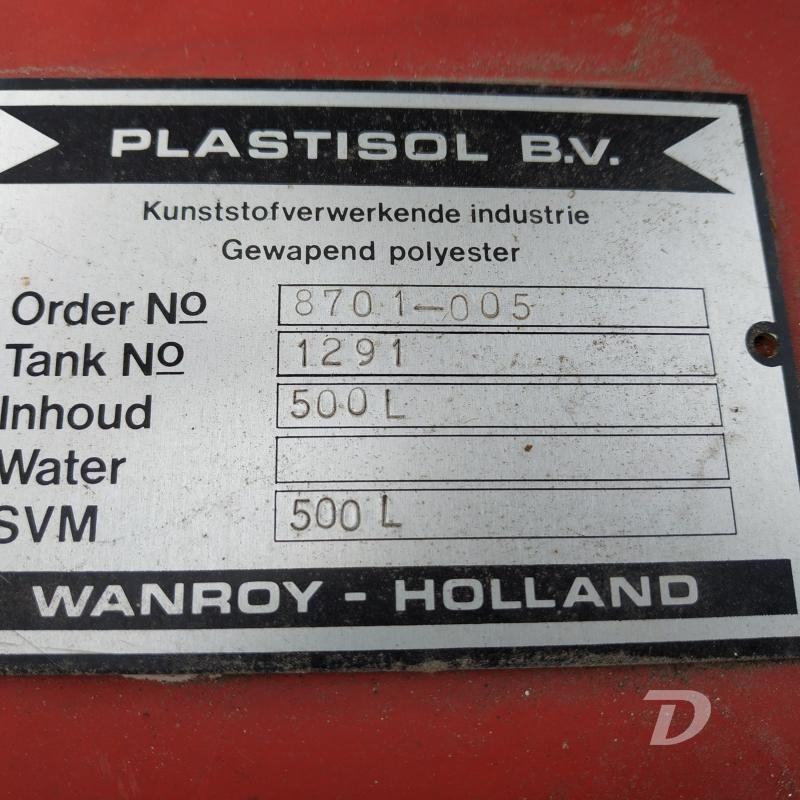 PLASTISOL B.V.
Kunststofverwerkende industrie
Gewapend polyester
Order Nº 8701-005
Tank Nº 1291
Inhoud 500 L
Water
SVM 500 L
WANROY - HOLLAND
D